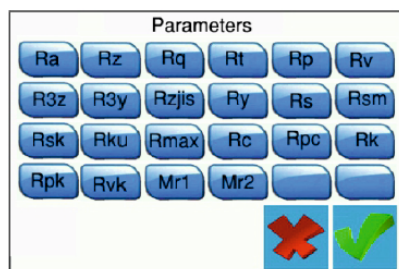 Parameters
Ra Rz Rq Rt Rp Rv
R3z R3y Rzjis Ry Rs Rsm
Rsk Rku Rmax Rc Rpc Rk
Rpk Rvk Mr1 Mr2